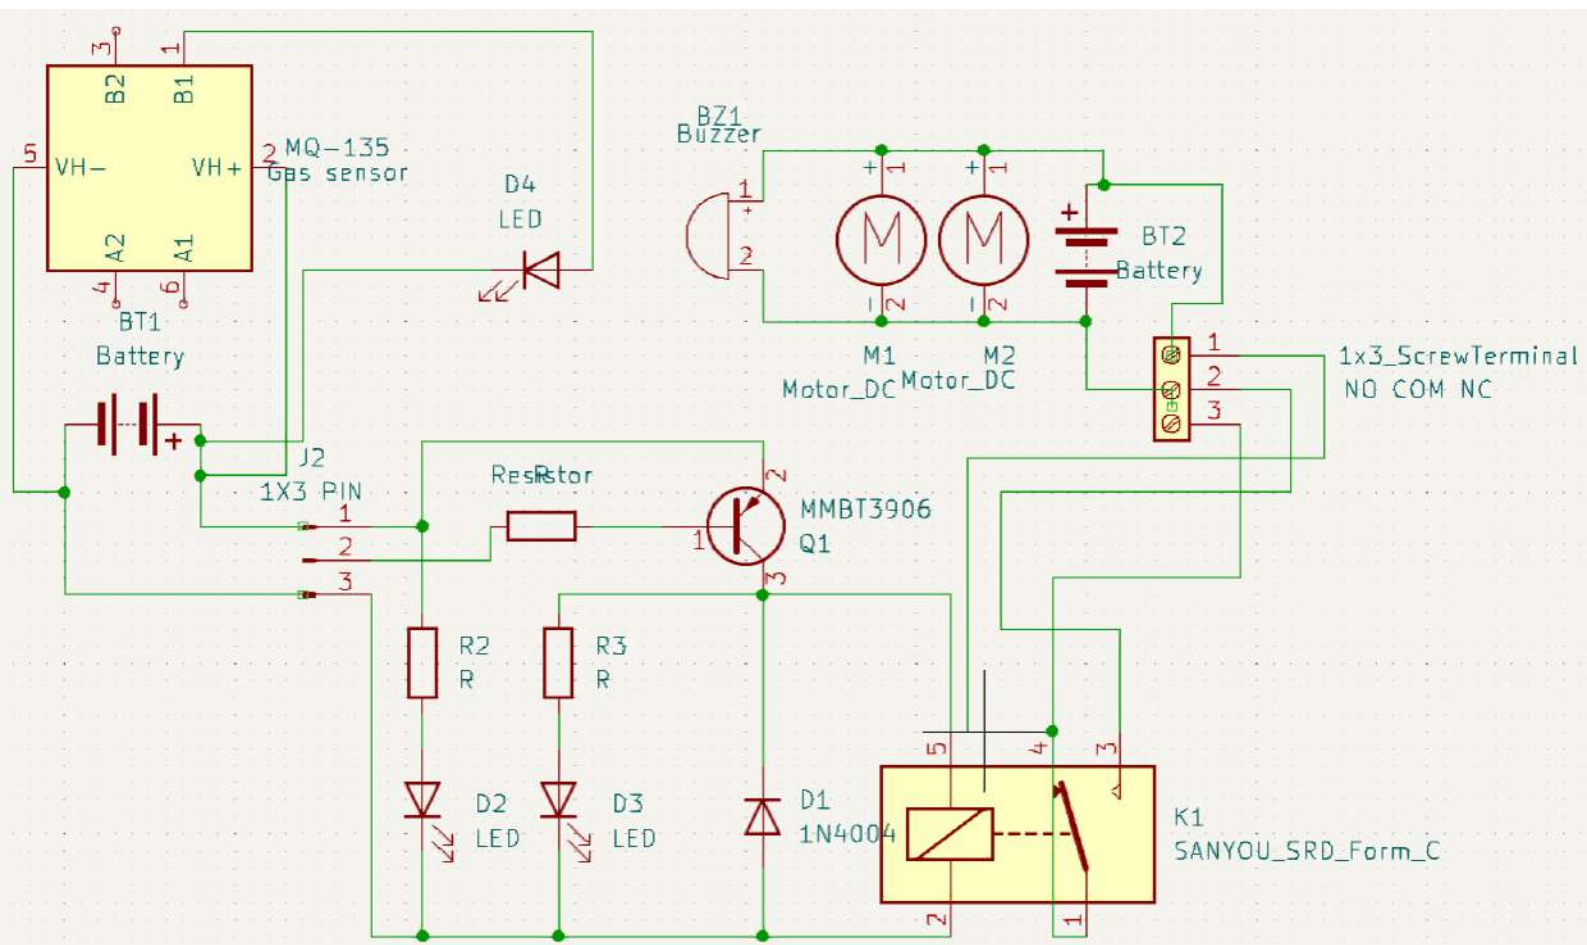 3
1
B2
B1
5
VH-
VH+
2
MQ-135
Gas sensor
A2
A1
4
6
BT1
Battery
+
D4
LED
BZ1
Buzzer
1
+
2
+
1
M
-
2
M1
Motor_DC
+
1
M
-
2
M2
Motor_DC
+
BT2
Battery
1
2
3
1x3_ScrewTerminal
NO COM NC
J2
1X3 PIN
1
2
3
Resistor
R
1
2
3
MMBT3906
Q1
R2
R
R3
R
D2
LED
D3
LED
D1
1N4004
5
4
3
2
1
K1
SANYOU_SRD_Form_C